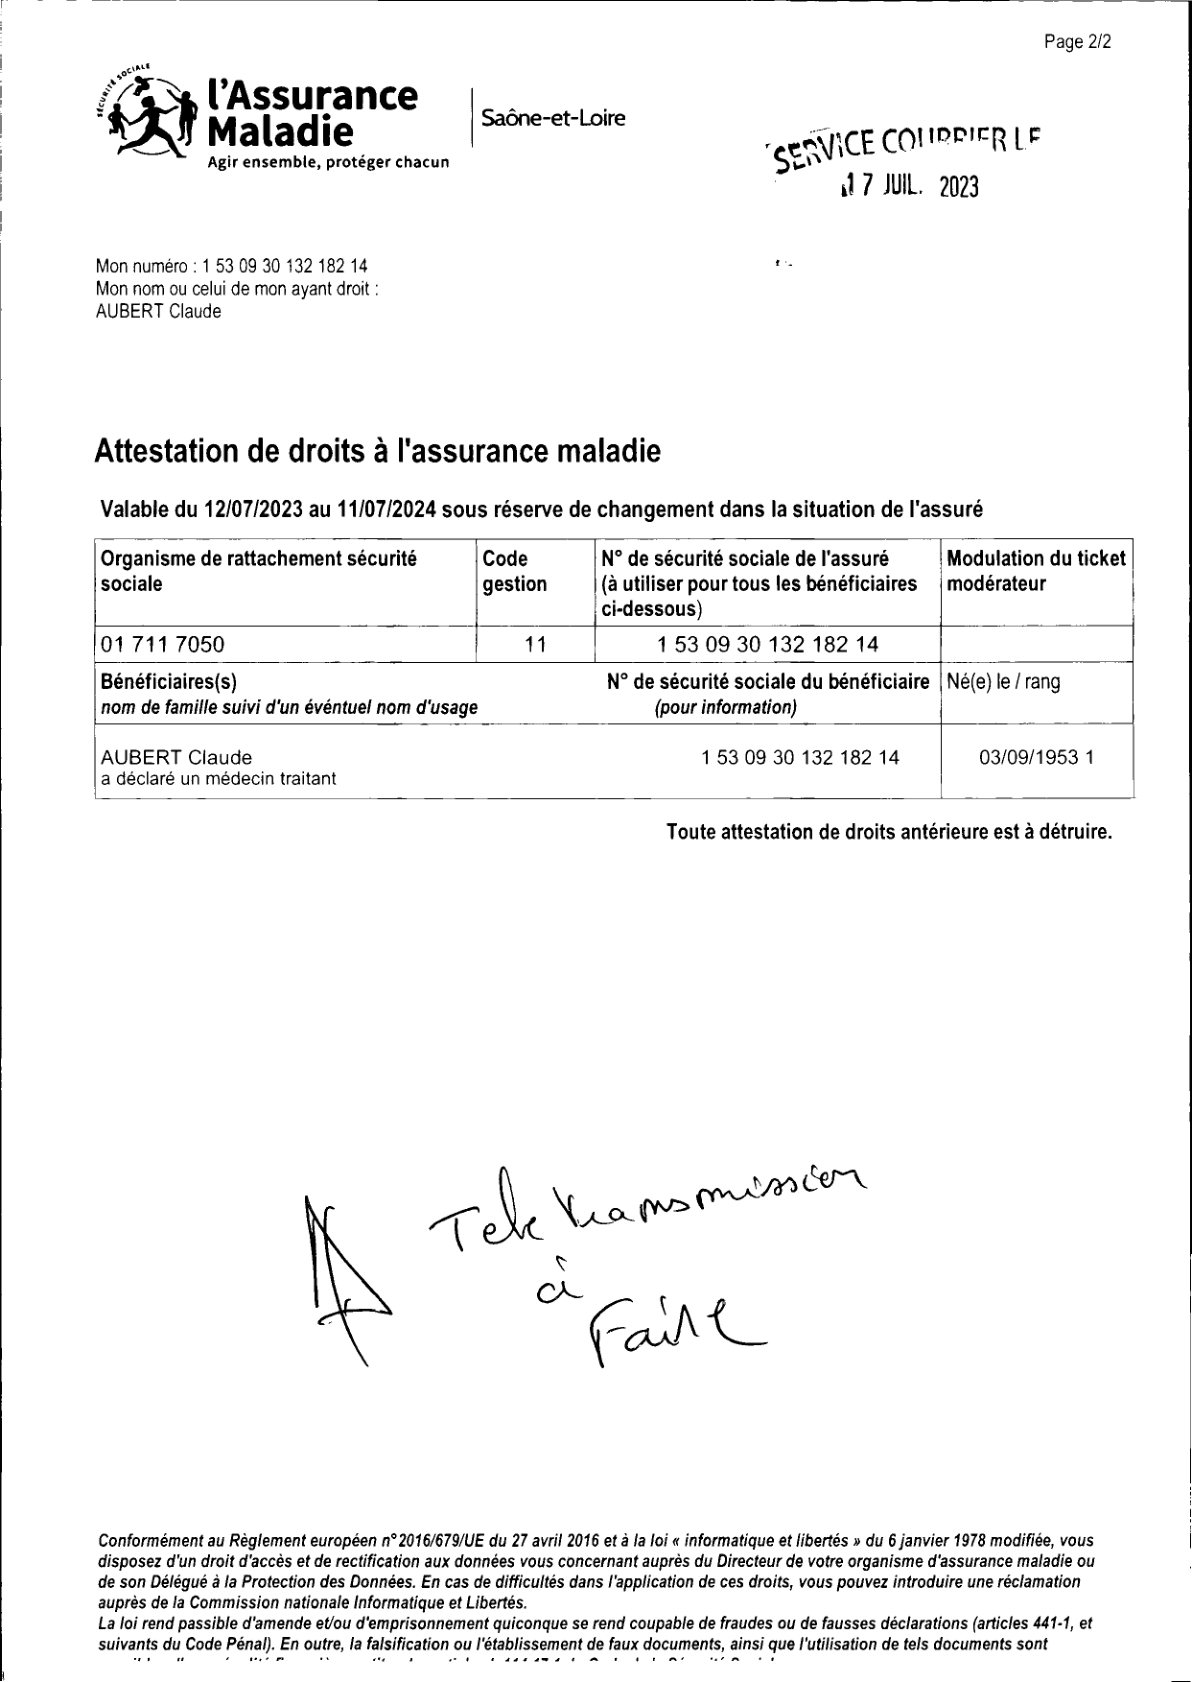 Page 2/2
SÉCURITÉ SOCIALE
l'Assurance
Maladie
Agir ensemble, protéger chacun
Saône-et-Loire
SERVICE COURRIER LE
17 JUIL. 2023
Mon numéro : 1 53 09 30 132 182 14
Mon nom ou celui de mon ayant droit :
AUBERT Claude
Attestation de droits à l'assurance maladie
Valable du 12/07/2023 au 11/07/2024 sous réserve de changement dans la situation de l'assuré
Organisme de rattachement sécurité sociale
Code gestion
N° de sécurité sociale de l'assuré (à utiliser pour tous les bénéficiaires ci-dessous)
Modulation du ticket modérateur
01 711 7050 11 1 53 09 30 132 182 14
Bénéficiaires(s) N° de sécurité sociale du bénéficiaire Né(e) le / rang
nom de famille suivi d'un événtuel nom d'usage (pour information)
AUBERT Claude 1 53 09 30 132 182 14 03/09/1953 1
a déclaré un médecin traitant
Toute attestation de droits antérieure est à détruire.
Tele transmission
à
Faire
Conformément au Règlement européen n°2016/679/UE du 27 avril 2016 et à la loi « informatique et libertés » du 6 janvier 1978 modifiée, vous
disposez d'un droit d'accès et de rectification aux données vous concernant auprès du Directeur de votre organisme d'assurance maladie ou
de son Délégué à la Protection des Données. En cas de difficultés dans l'application de ces droits, vous pouvez introduire une réclamation
auprès de la Commission nationale Informatique et Libertés.
La loi rend passible d'amende et/ou d'emprisonnement quiconque se rend coupable de fraudes ou de fausses déclarations (articles 441-1, et
suivants du Code Pénal). En outre, la falsification ou l'établissement de faux documents, ainsi que l'utilisation de tels documents sont